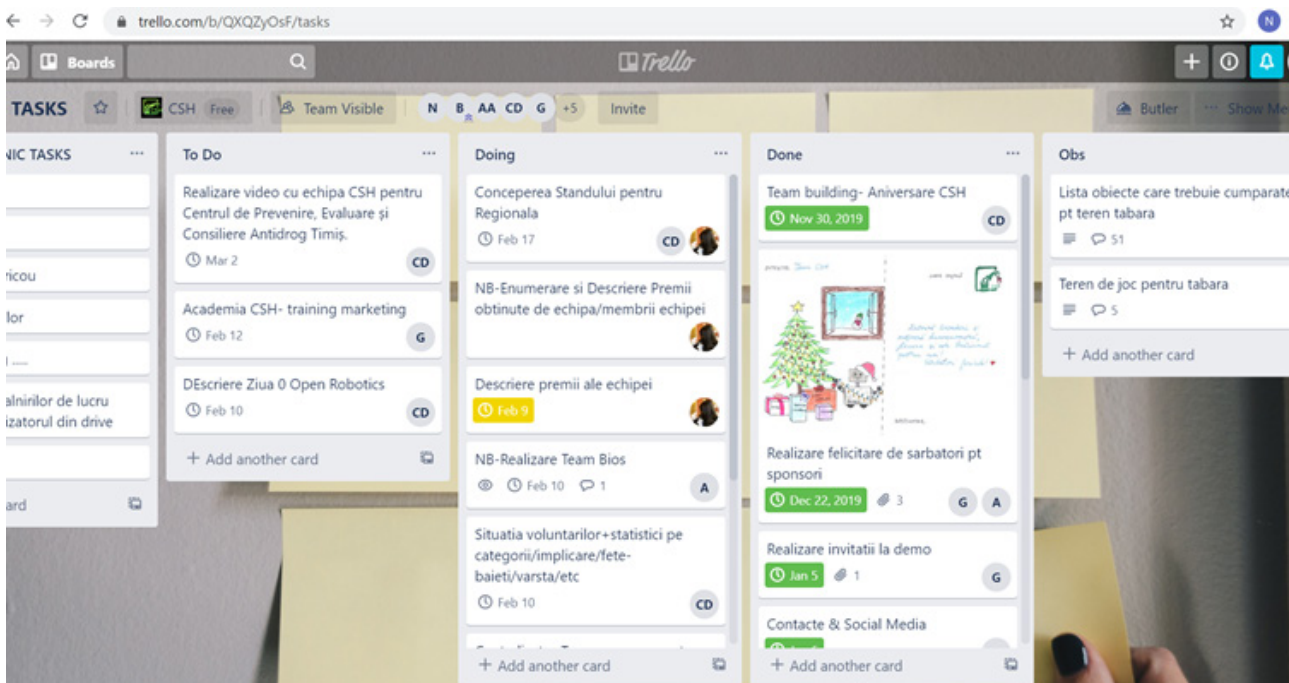 trello.com/b/QXQZyOsF/tasks
N
Boards
Trello
TASKS
CSH Free
Team Visible
N B AA CD G +5
Invite
Butler
... Show Me
NIC TASKS
ricou
lor
alnirilor de lucru
izatorul din drive
ard
To Do
Realizare video cu echipa CSH pentru
Centrul de Prevenire, Evaluare și
Consiliere Antidrog Timiș.
Mar 2
CD
Academia CSH- training marketing
Feb 12
G
DEscriere Ziua 0 Open Robotics
Feb 10
CD
+ Add another card
Doing
Conceperea Standului pentru
Regionala
Feb 17
CD
NB-Enumerare si Descriere Premii
obtinute de echipa/membrii echipei
Descriere premii ale echipei
Feb 9
NB-Realizare Team Bios
Feb 10 1
A
Situatia voluntarilor+statistici pe
categorii/implicare/fete-
baieti/varsta/etc
Feb 10
CD
+ Add another card
Done
Team building- Aniversare CSH
Nov 30, 2019
CD
Realizare felicitare de sarbatori pt
sponsori
Dec 22, 2019 3
G A
Realizare invitatii la demo
Jan 5 1
G
Contacte & Social Media
+ Add another card
Obs
Lista obiecte care trebuie cumparate
pt teren tabara
51
Teren de joc pentru tabara
5
+ Add another card